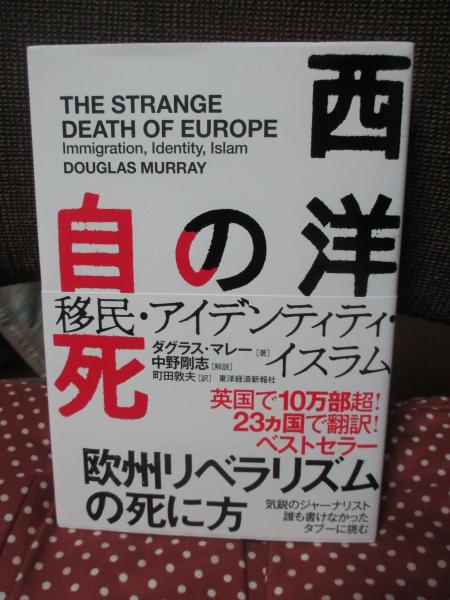 THE STRANGE
DEATH OF EUROPE
Immigration, Identity, Islam
DOUGLAS MURRAY
西洋
の
自死
移民・アイデンティティ・
イスラム
ダグラス・マレー[著]
中野剛志[解説]
町田敦夫[訳] 東洋経済新報社
英国で10万部超!
23ヵ国で翻訳!
ベストセラー
欧州リベラリズム
の死に方
気鋭のジャーナリスト
誰も書けなかった
タブーに挑む